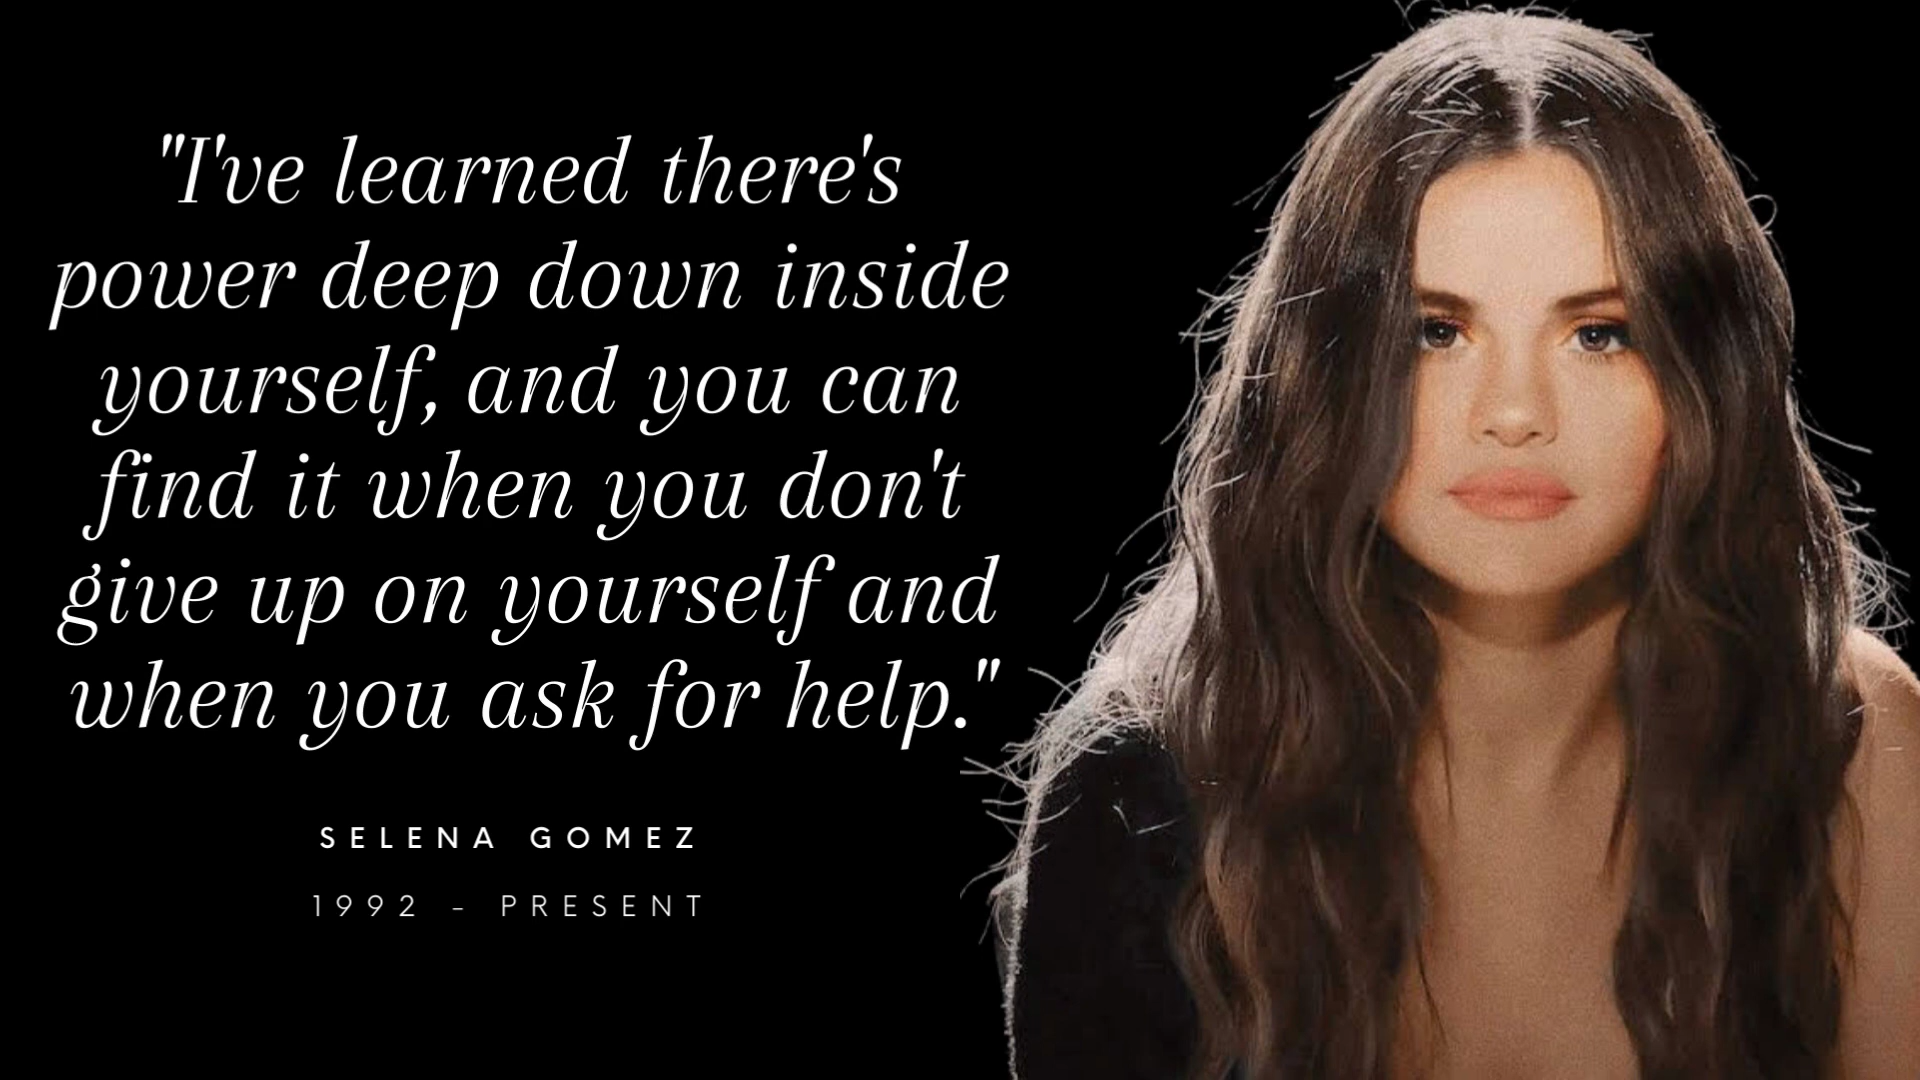 "I've learned there's
power deep down inside
yourself, and you can
find it when you don't
give up on yourself and
when you ask for help."
SELENA GOMEZ
1992 - PRESENT